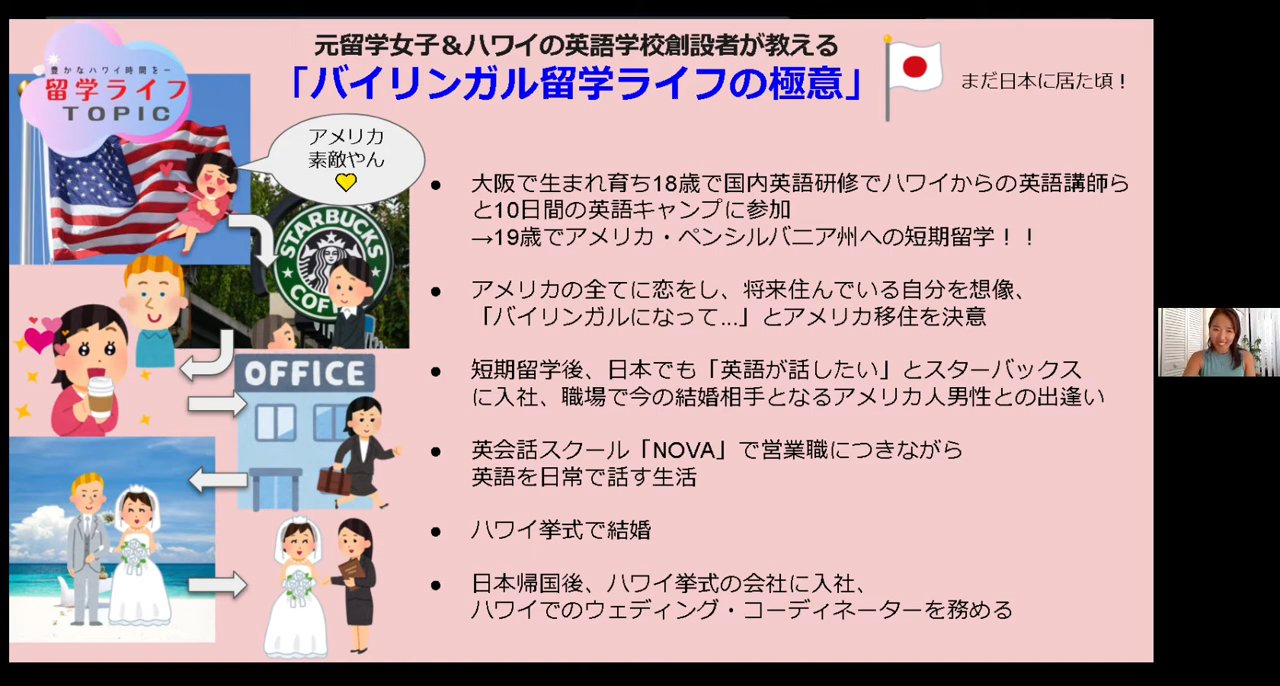 元留学女子＆ハワイの英語学校創設者が教える
「バイリンガル留学ライフの極意」
まだ日本に居た頃！
豊かなハワイ時間を
留学ライフ
TOPIC
アメリカ
素敵やん
● 大阪で生まれ育ち18歳で国内英語研修でハワイからの英語講師ら
と10日間の英語キャンプに参加
→19歳でアメリカ・ペンシルバニア州への短期留学！！
● アメリカの全てに恋をし、将来住んでいる自分を想像、
「バイリンガルになって...」とアメリカ移住を決意
● 短期留学後、日本でも「英語が話したい」とスターバックス
に入社、職場で今の結婚相手となるアメリカ人男性との出逢い
● 英会話スクール「NOVA」で営業職につきながら
英語を日常で話す生活
● ハワイ挙式で結婚
● 日本帰国後、ハワイ挙式の会社に入社、
ハワイでのウェディング・コーディネーターを務める
STARBUCKS
OFFICE